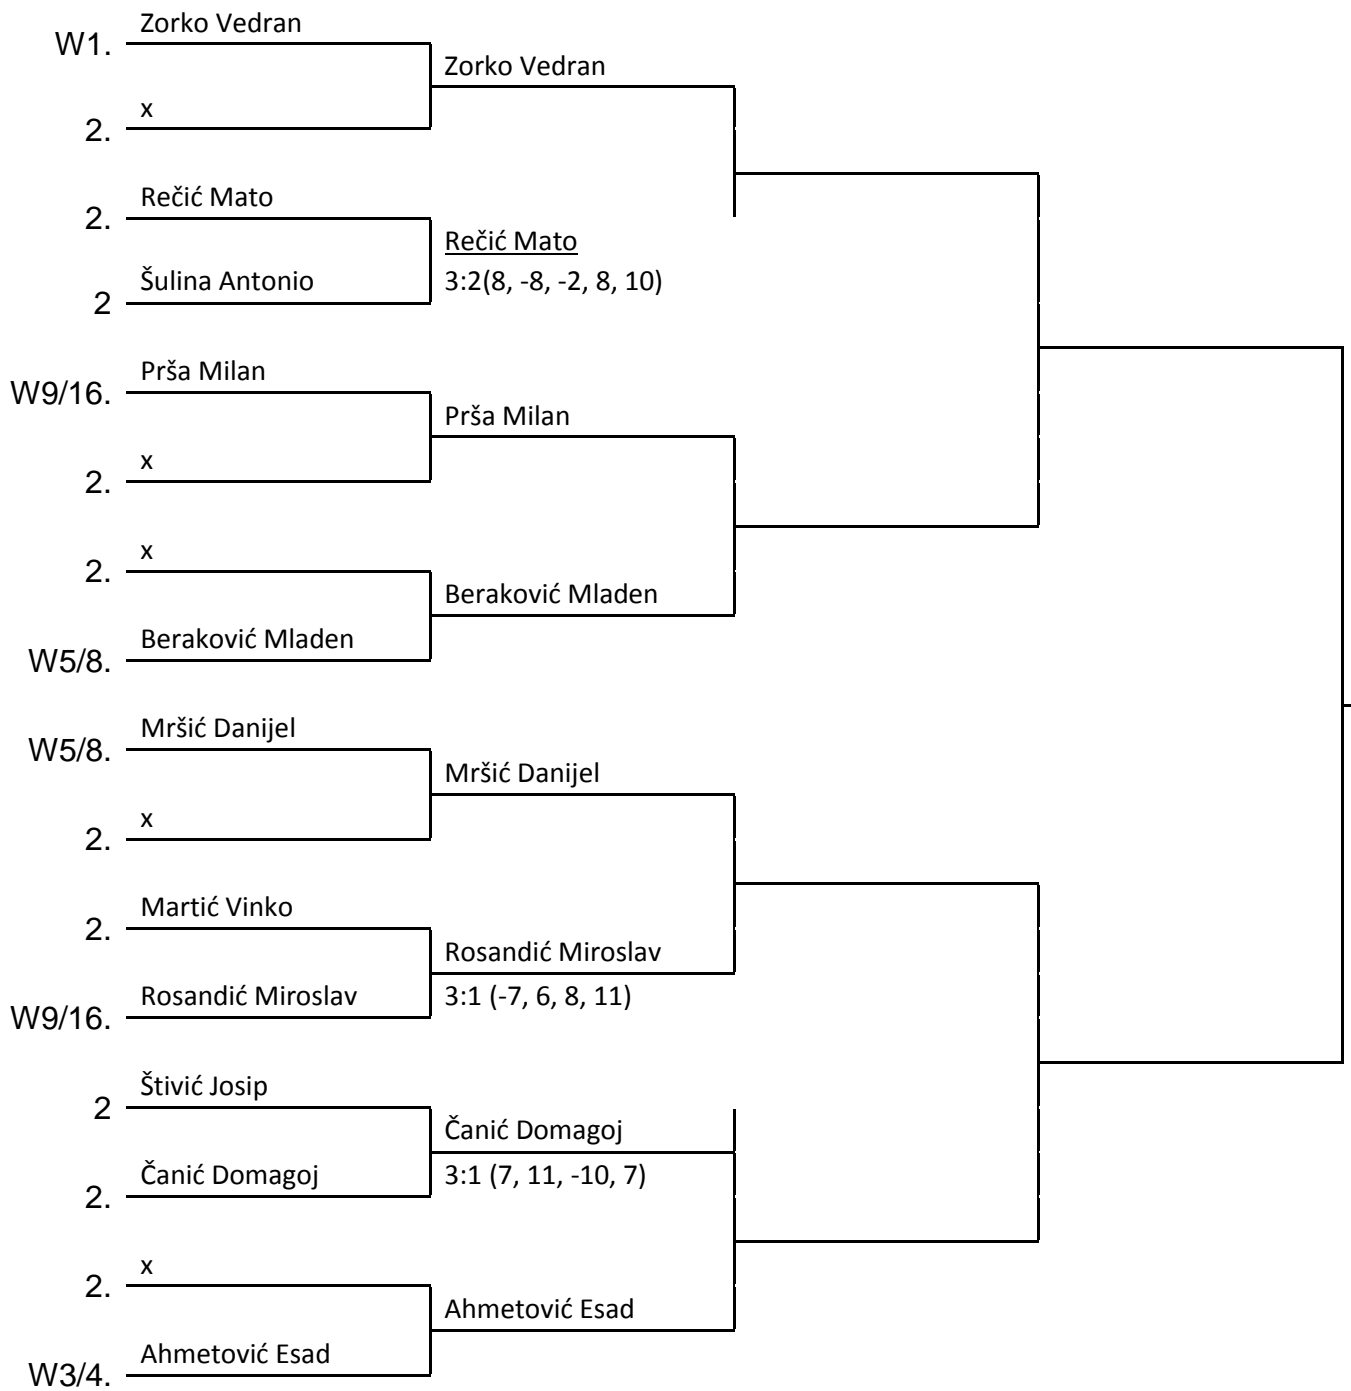 Zorko Vedran
W1.
Zorko Vedran
x
2.
Rečić Mato
2.
Rečić Mato
Šulina Antonio
3:2(8, -8, -2, 8, 10)
2
Prša Milan
W9/16.
Prša Milan
x
2.
x
2.
Beraković Mladen
Beraković Mladen
W5/8.
Mršić Danijel
W5/8.
Mršić Danijel
x
2.
Martić Vinko
2.
Rosandić Miroslav
Rosandić Miroslav
3:1 (-7, 6, 8, 11)
W9/16.
Štivić Josip
2
Čanić Domagoj
Čanić Domagoj
3:1 (7, 11, -10, 7)
2.
x
2.
Ahmetović Esad
Ahmetović Esad
W3/4.